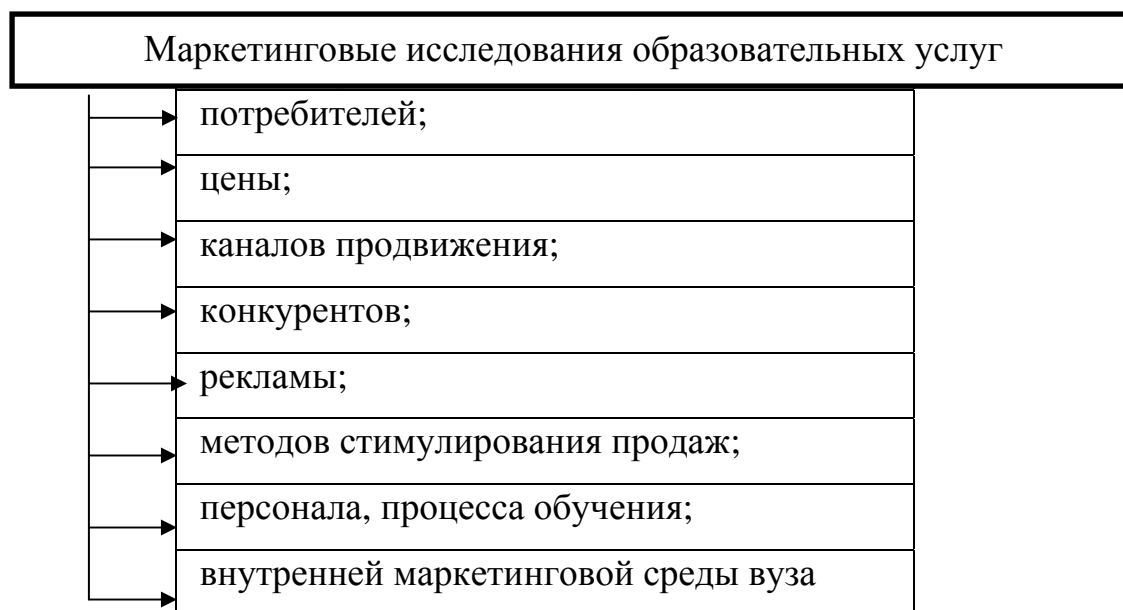 Маркетинговые исследования образовательных услуг
потребителей;
цены;
каналов продвижения;
конкурентов;
рекламы;
методов стимулирования продаж;
персонала, процесса обучения;
внутренней маркетинговой среды вуза